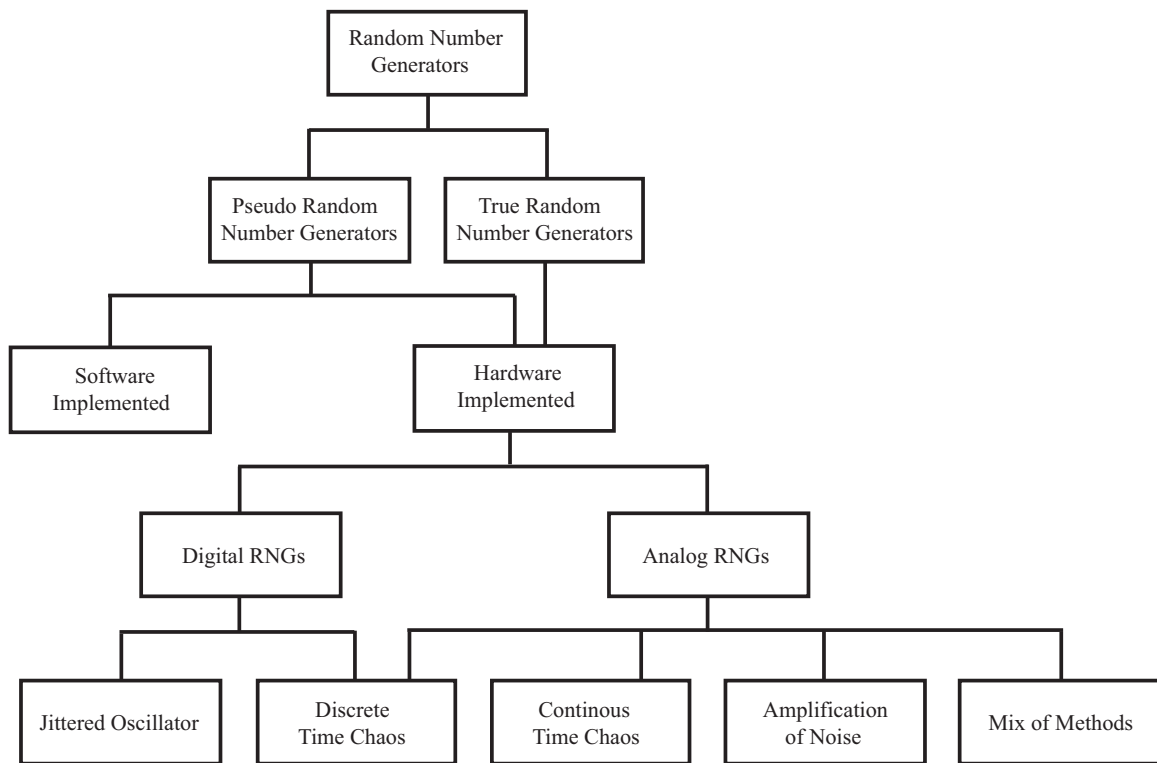 Random Number
Generators
Pseudo Random
Number Generators
True Random
Number Generators
Software
Implemented
Hardware
Implemented
Digital RNGs
Analog RNGs
Jittered Oscillator
Discrete
Time Chaos
Continous
Time Chaos
Amplification
of Noise
Mix of Methods